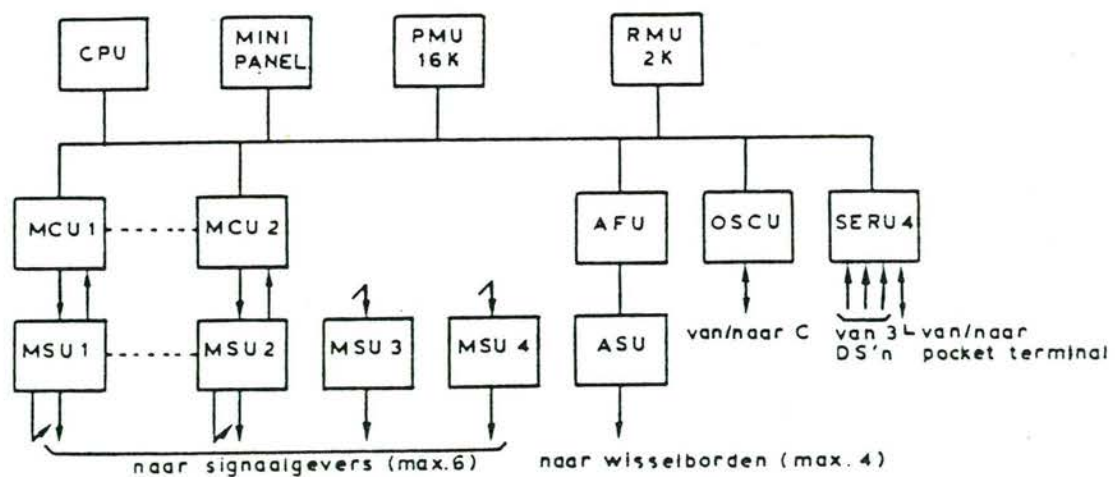 CPU
MINI
PANEL
PMU
16K
RMU
2K
MCU 1
MCU 2
AFU
OSCU
SERU 4
MSU 1
MSU 2
MSU 3
MSU 4
ASU
van/naar C
van 3
DS'n
van/naar
pocket terminal
naar signaalgevers (max. 6)
naar wisselborden (max. 4)